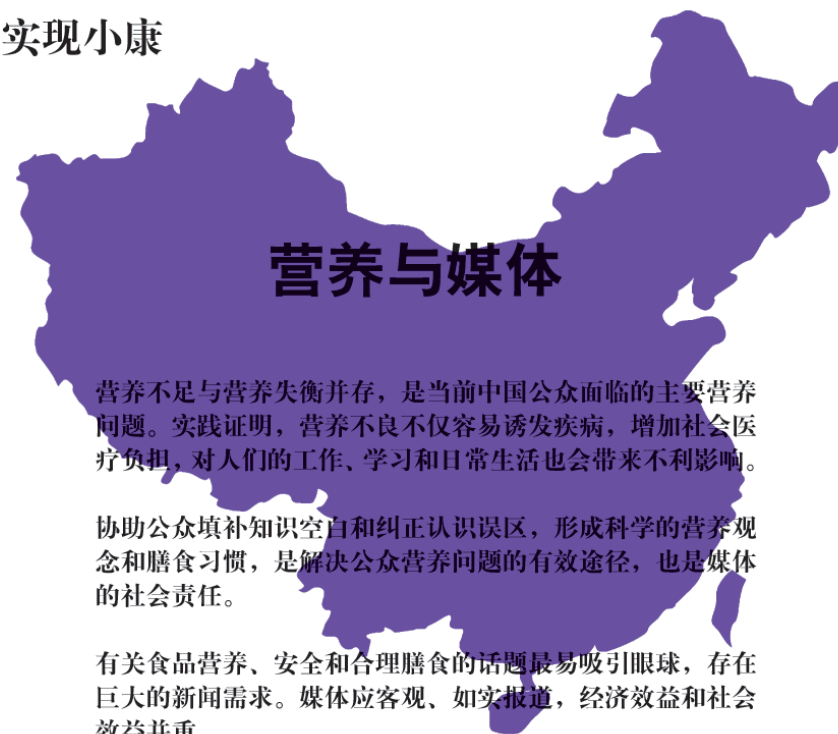 实现小康
营养与媒体
营养不足与营养失衡并存，是当前中国公众面临的主要营养
问题。实践证明，营养不良不仅容易诱发疾病，增加社会医
疗负担，对人们的工作、学习和日常生活也会带来不利影响。
协助公众填补知识空白和纠正认识误区，形成科学的营养观
念和膳食习惯，是解决公众营养问题的有效途径，也是媒体
的社会责任。
有关食品营养、安全和合理膳食的话题最易吸引眼球，存在
巨大的新闻需求。媒体应客观、如实报道，经济效益和社会
效益并重